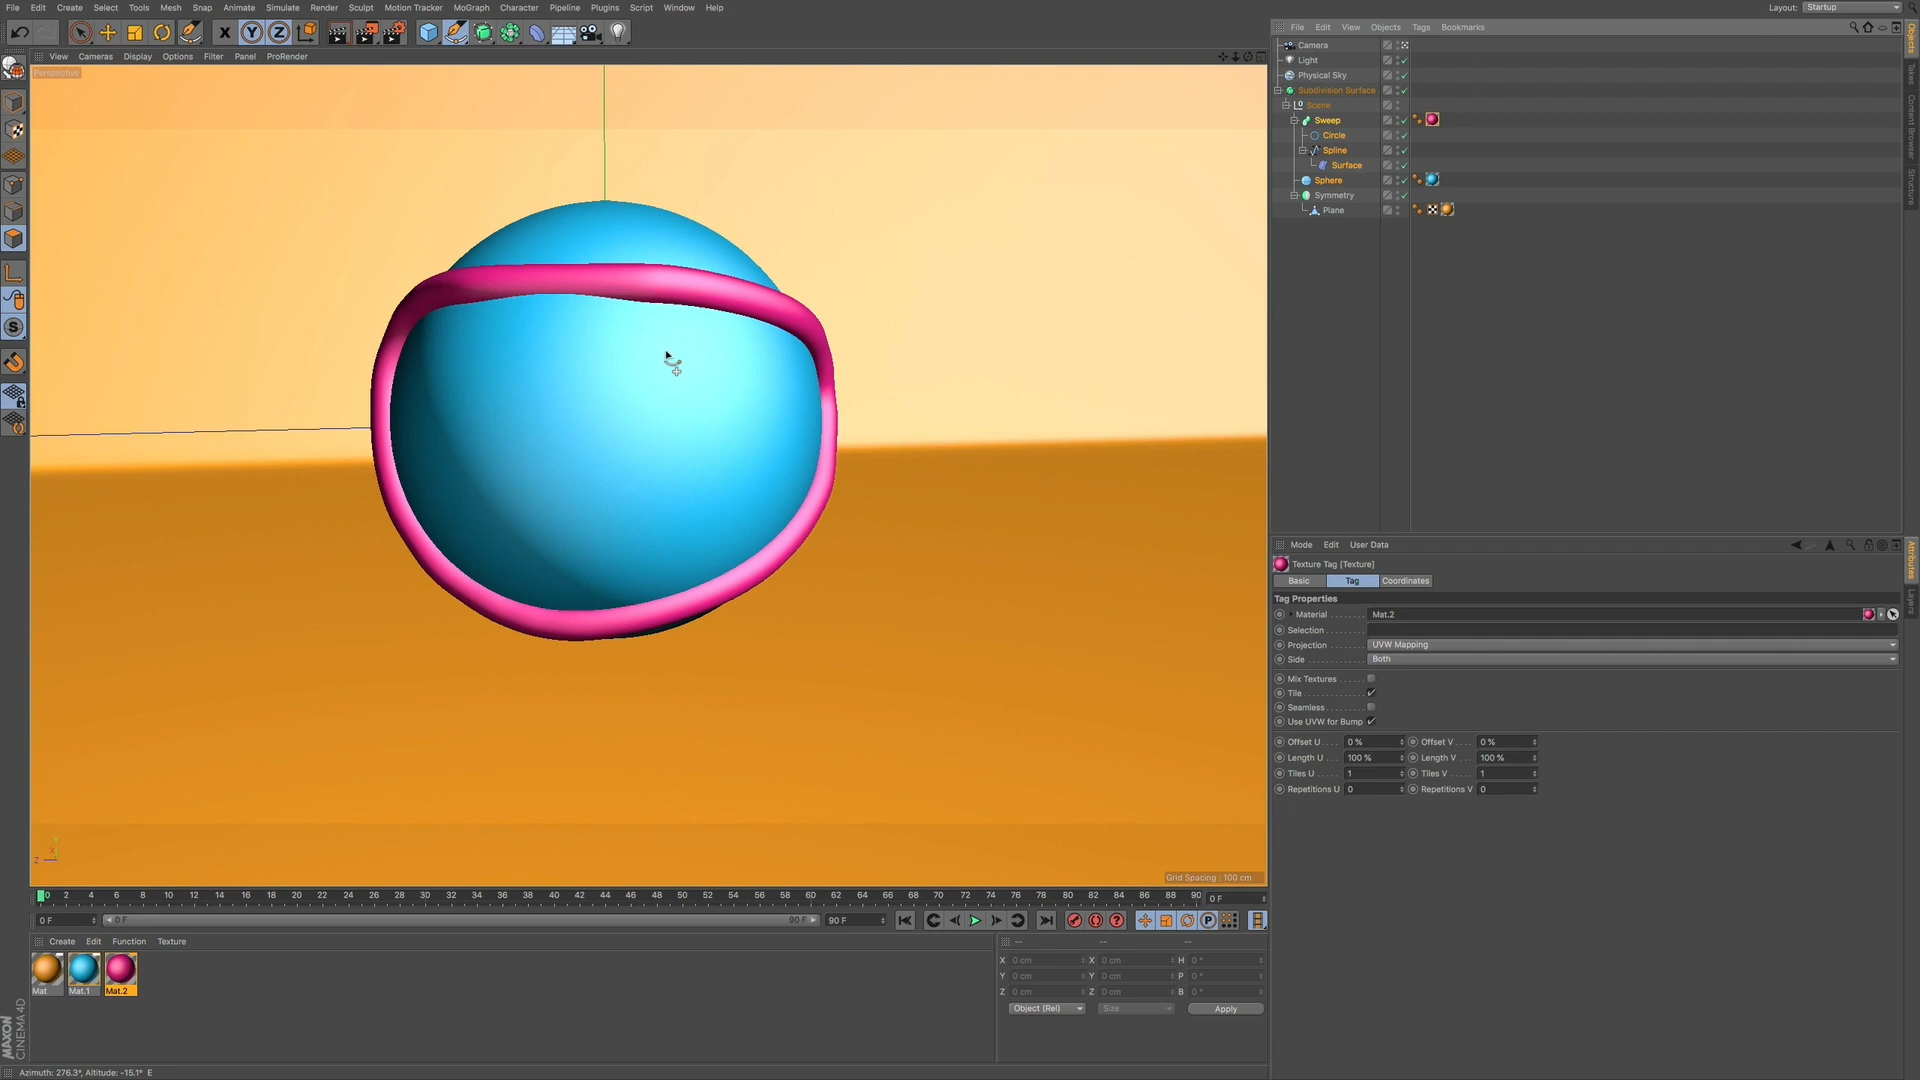 File Edit Create Select Tools Mesh Snap Animate Simulate Render Sculpt Motion Tracker MoGraph Character Pipeline Plugins Script Window Help
Layout: Startup
X Y Z
View Cameras Display Options Filter Panel ProRender
Perspective
Grid Spacing : 100 cm
File Edit View Objects Tags Bookmarks
Camera
Light
Physical Sky
Subdivision Surface
Scene
Sweep
Circle
Spline
Surface
Sphere
Symmetry
Plane
Objects
Takes
Content Browser
Structure
Mode Edit User Data
Texture Tag [Texture]
Basic Tag Coordinates
Tag Properties
Material Mat.2
Selection
Projection UVW Mapping
Side Both
Mix Textures
Tile
Seamless
Use UVW for Bump
Offset U 0 % Offset V 0 %
Length U 100 % Length V 100 %
Tiles U 1 Tiles V 1
Repetitions U 0 Repetitions V 0
Attributes
Layers
Y
X
Z
0 2 4 6 8 10 12 14 16 18 20 22 24 26 28 30 32 34 36 38 40 42 44 46 48 50 52 54 56 58 60 62 64 66 68 70 72 74 76 78 80 82 84 86 88 90 0 F
0 F 0 F 90 F 90 F
Create Edit Function Texture
Mat Mat.1 Mat.2
-- -- --
X 0 cm X 0 cm H 0 °
Y 0 cm Y 0 cm P 0 °
Z 0 cm Z 0 cm B 0 °
Object (Rel) Size Apply
MAXON
CINEMA 4D
Azimuth: 276.3°, Altitude: -15.1° E